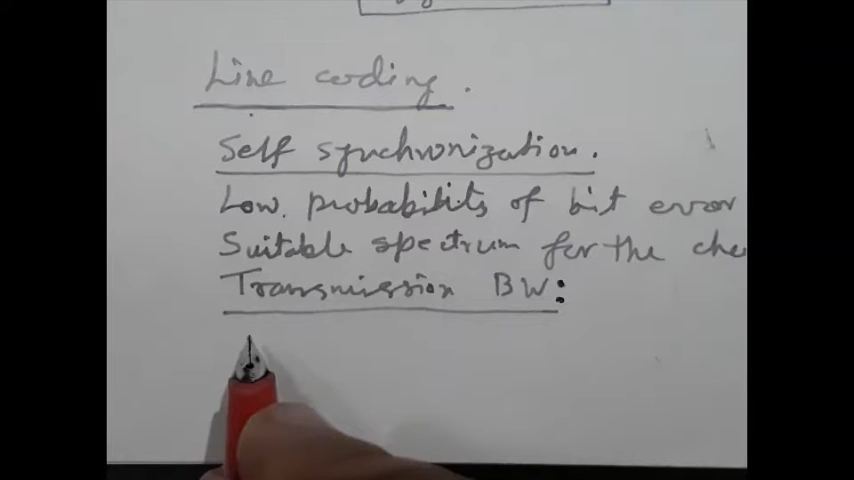 Line coding.
Self synchronization.
Low probability of bit error
Suitable spectrum for the
Transmission BW: